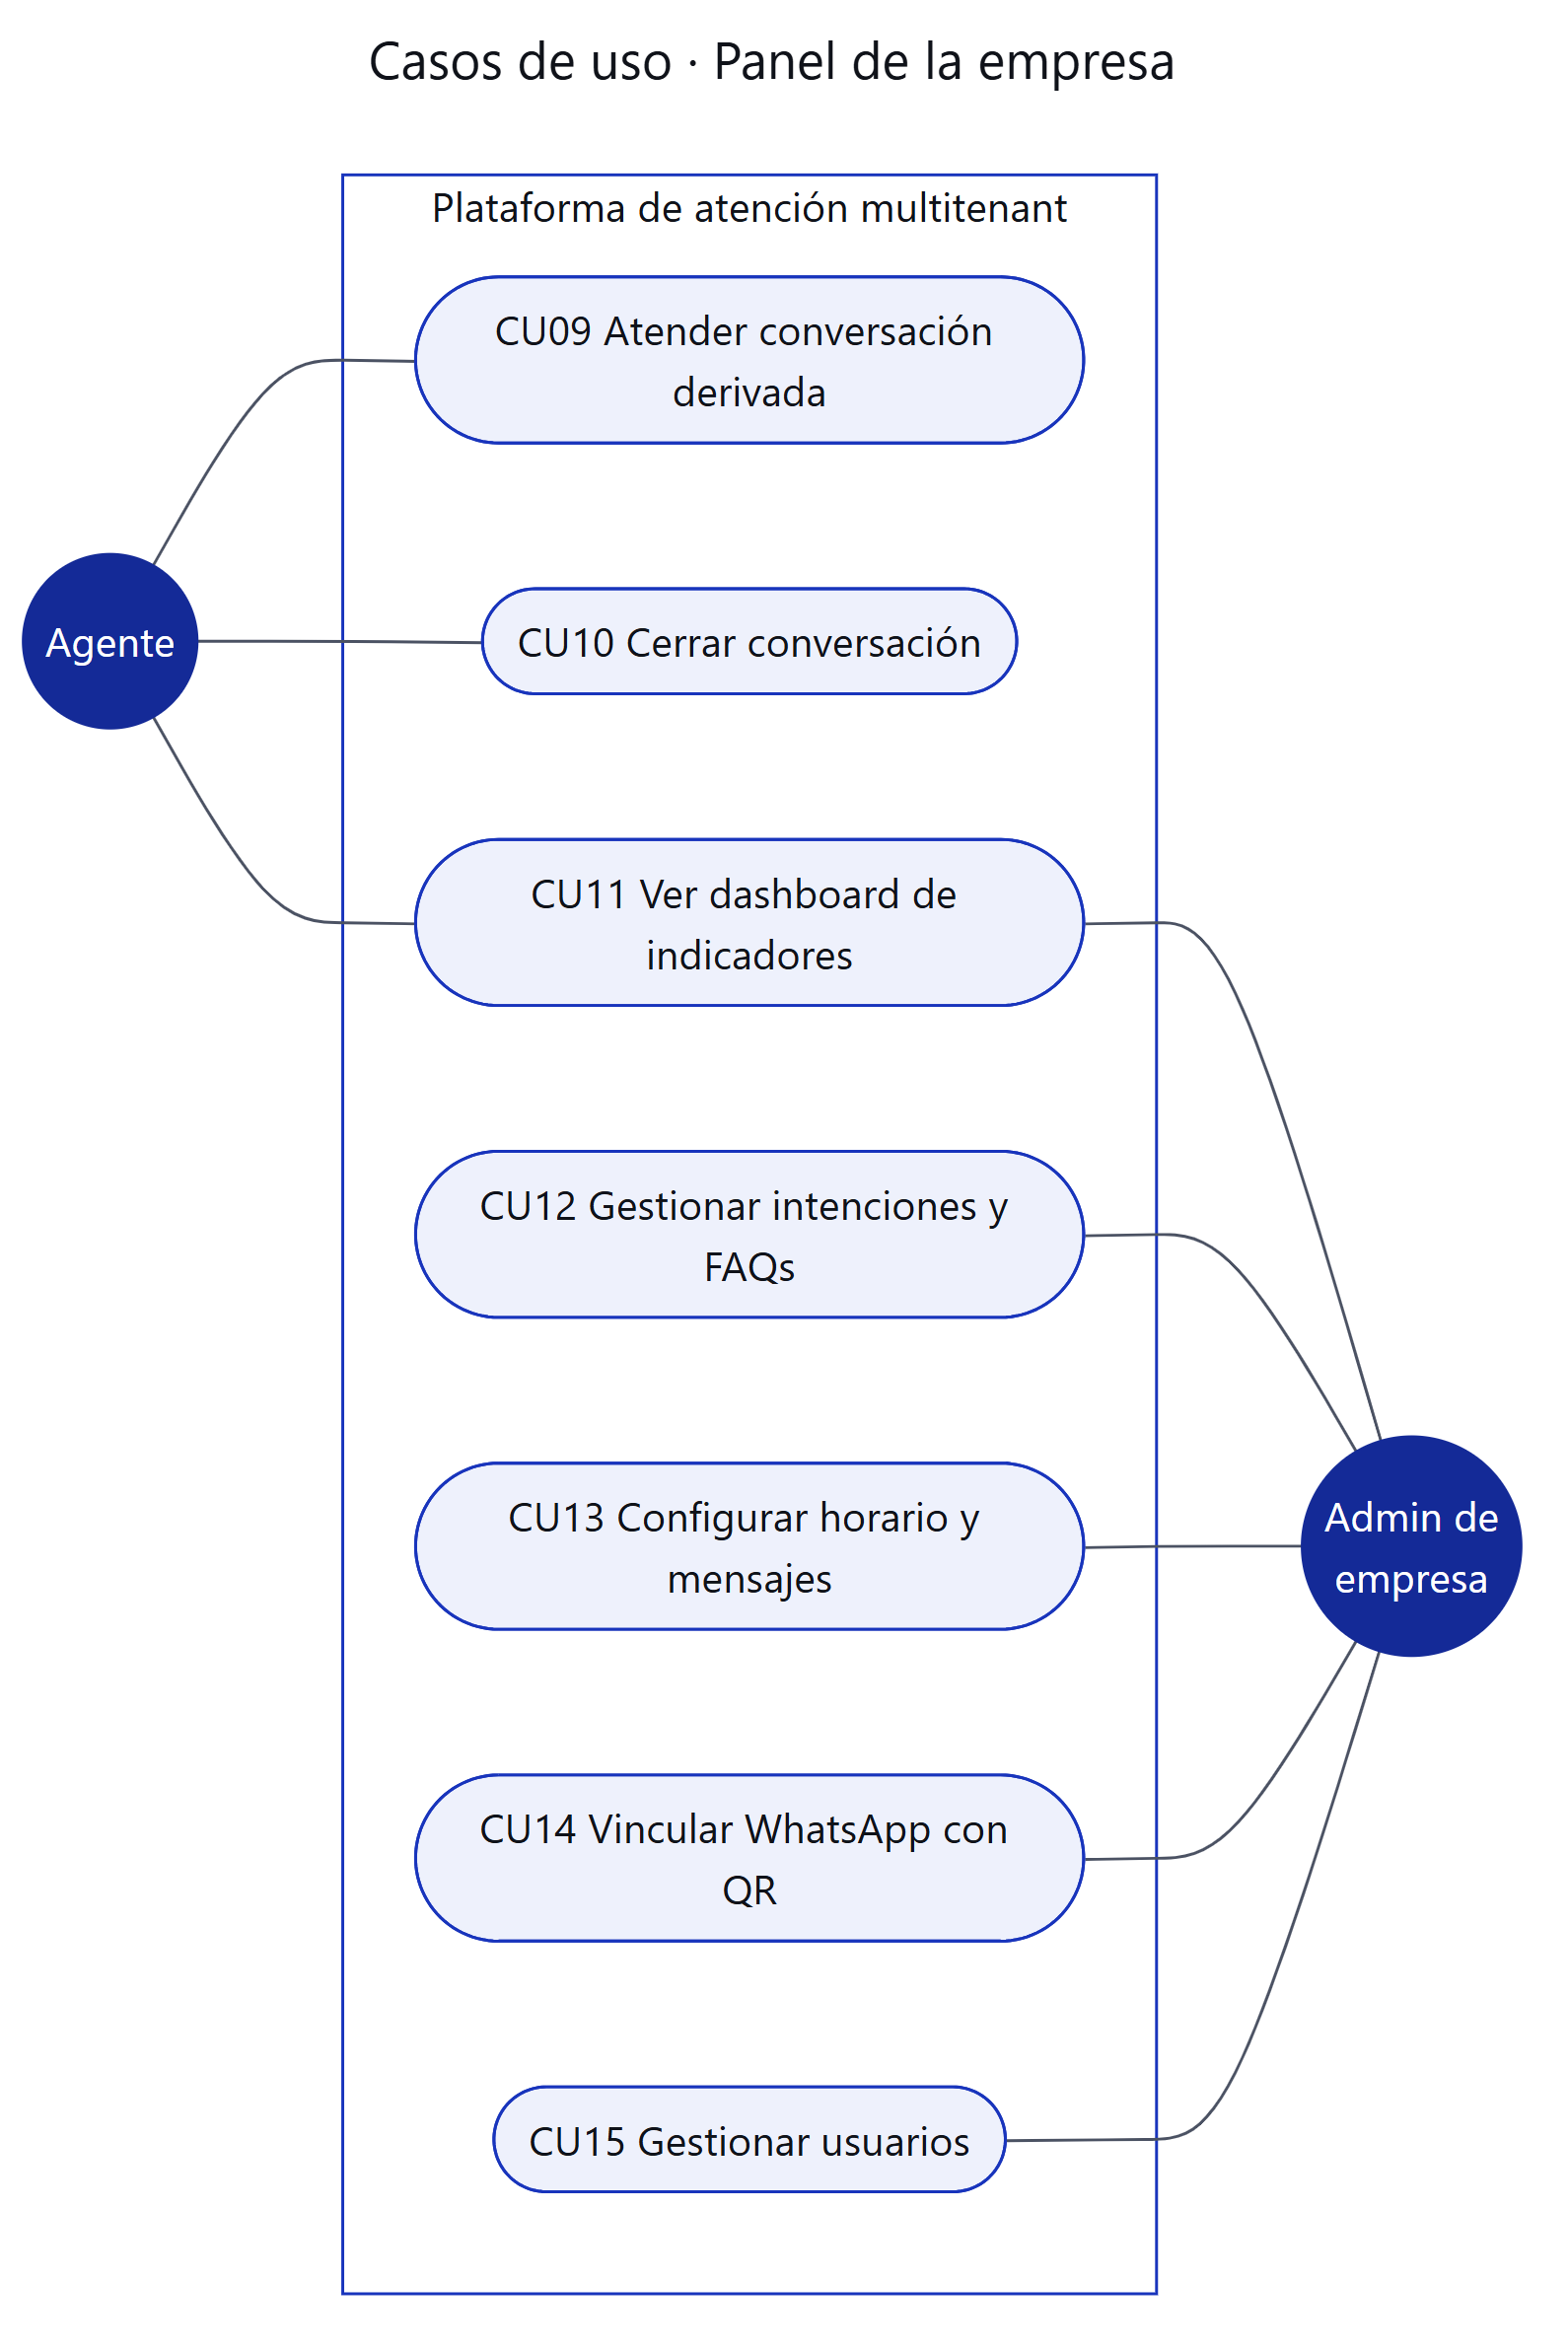 Casos de uso · Panel de la empresa
Plataforma de atención multitenant
CU09 Atender conversación
derivada
Agente
CU10 Cerrar conversación
CU11 Ver dashboard de
indicadores
CU12 Gestionar intenciones y
FAQs
CU13 Configurar horario y
mensajes
Admin de
empresa
CU14 Vincular WhatsApp con
QR
CU15 Gestionar usuarios